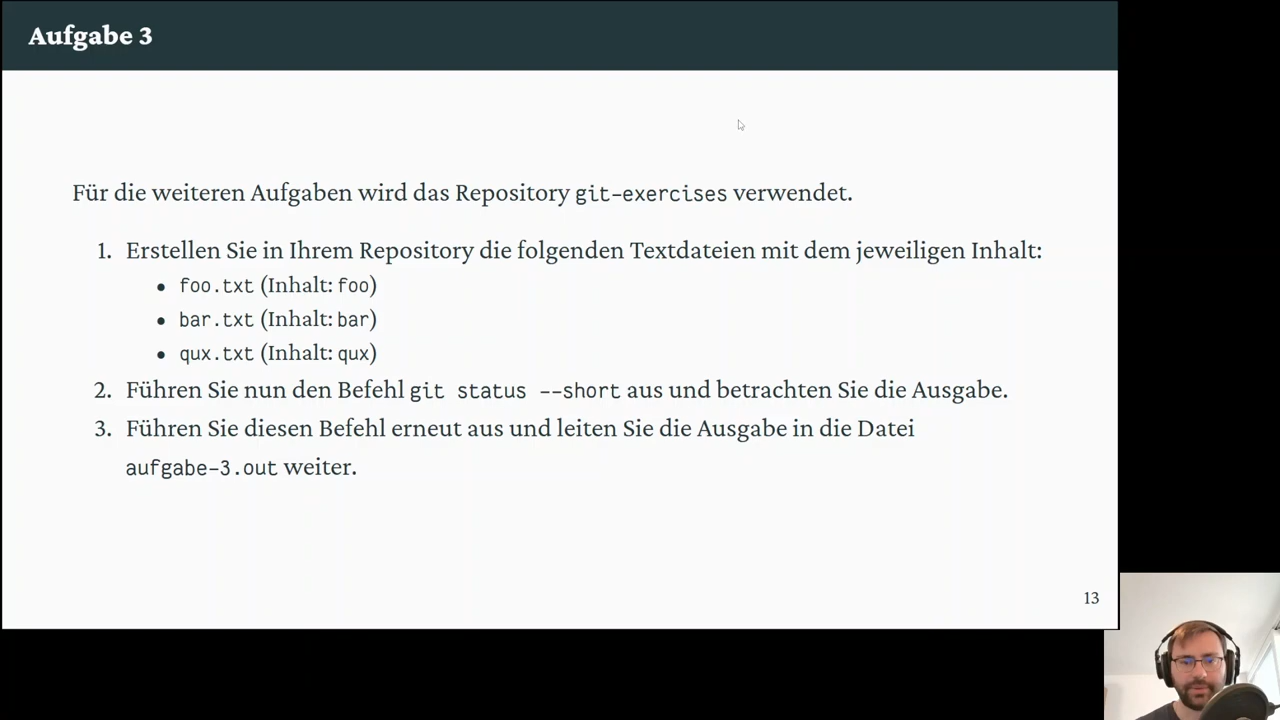 Aufgabe 3
Für die weiteren Aufgaben wird das Repository git-exercises verwendet.
1. Erstellen Sie in Ihrem Repository die folgenden Textdateien mit dem jeweiligen Inhalt:
• foo.txt (Inhalt: foo)
• bar.txt (Inhalt: bar)
• qux.txt (Inhalt: qux)
2. Führen Sie nun den Befehl git status --short aus und betrachten Sie die Ausgabe.
3. Führen Sie diesen Befehl erneut aus und leiten Sie die Ausgabe in die Datei
aufgabe-3.out weiter.
13